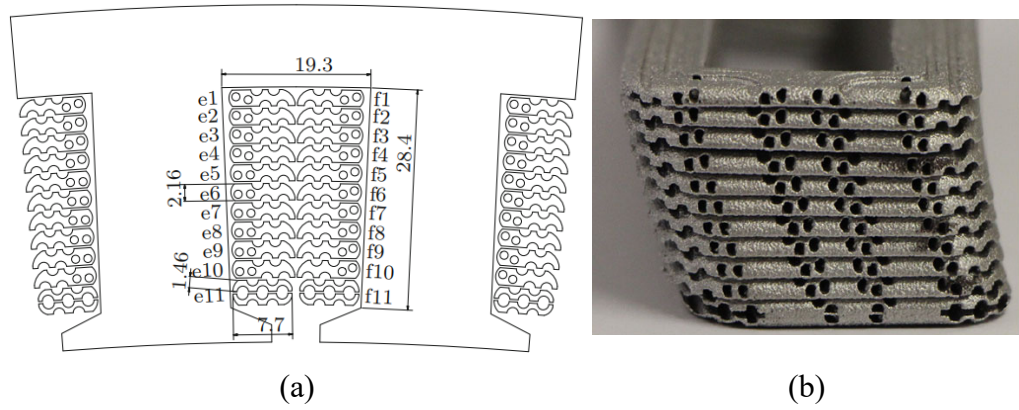 19.3
e1 f1
e2 f2
e3 f3
e4 f4
e5 f5
28.4
2.16
e6 f6
e7 f7
e8 f8
e9 f9
e10 f10
1.46
e11 f11
7.7
(a) (b)